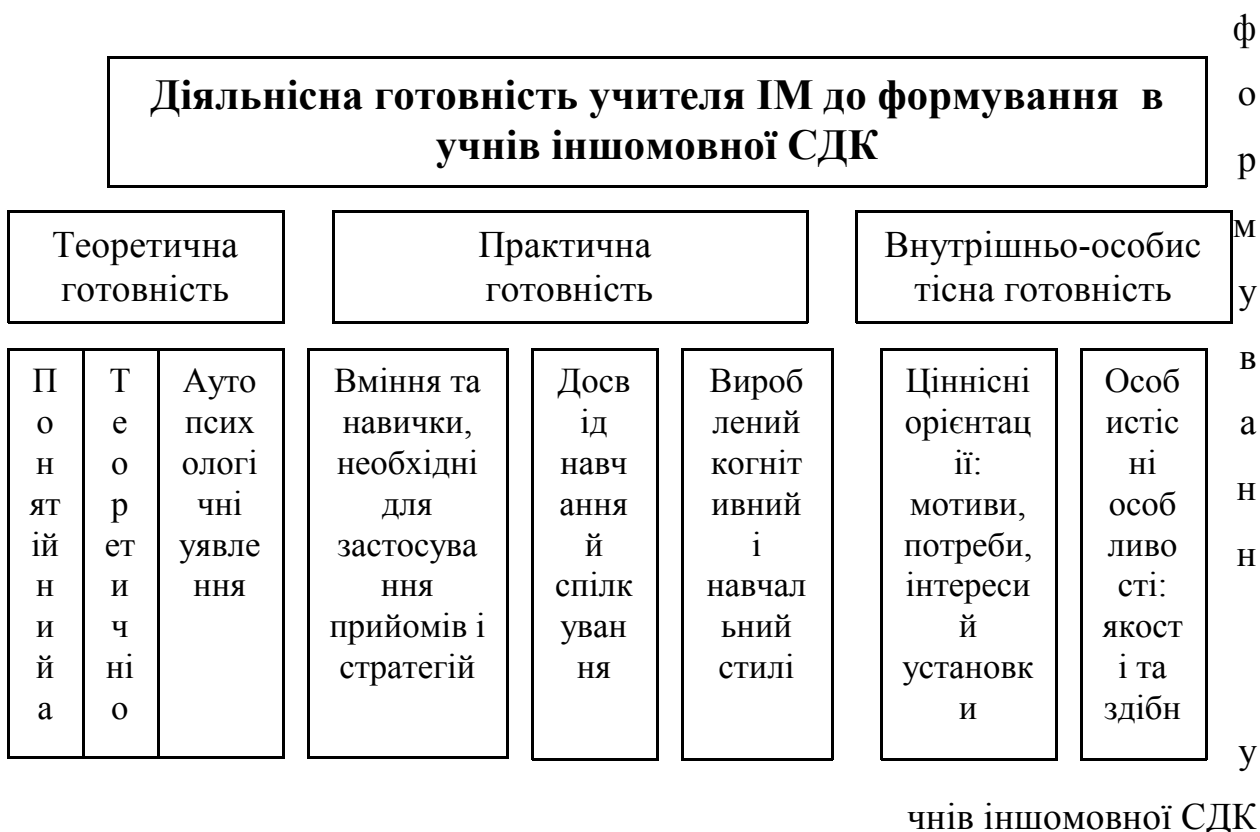 Діяльнісна готовність учителя ІМ до формування в
учнів іншомовної СДК
Теоретична
готовність
Практична
готовність
Внутрішньо-особис
тісна готовність
П
о
н
ят
ій
н
и
й
а
Т
е
о
р
ет
и
ч
ні
о
Ауто
псих
ологі
чні
уявле
ння
Вміння та
навички,
необхідні
для
застосува
ння
прийомів і
стратегій
Досв
ід
навч
ання
й
спілк
уван
ня
Вироб
лений
когніт
ивний
і
навчал
ьний
стилі
Ціннісні
орієнтац
ії:
мотиви,
потреби,
інтереси
й
установк
и
Особ
истіс
ні
особ
ливо
сті:
якост
і та
здібн
ф
о
р
м
у
в
а
н
н
у
чнів іншомовної СДК